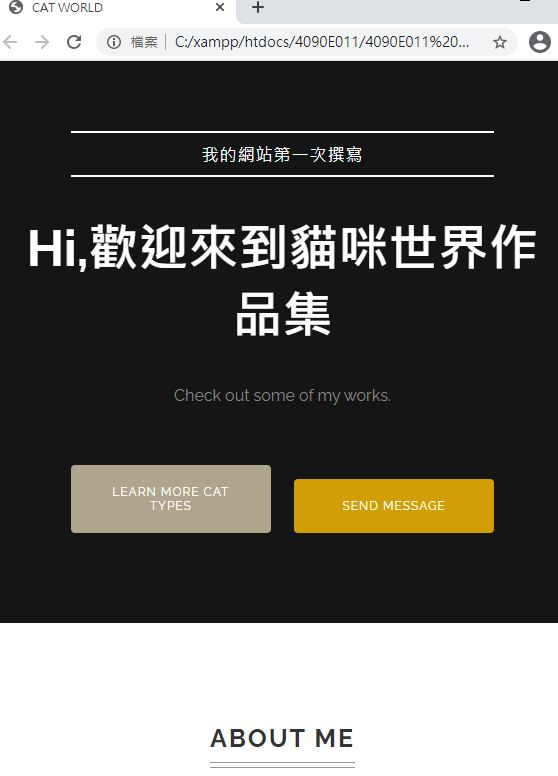 CAT WORLD
檔案 C:/xampp/htdocs/4090E011/4090E011%20...
我的網站第一次撰寫
Hi,歡迎來到貓咪世界作
品集
Check out some of my works.
LEARN MORE CAT
TYPES
SEND MESSAGE
ABOUT ME